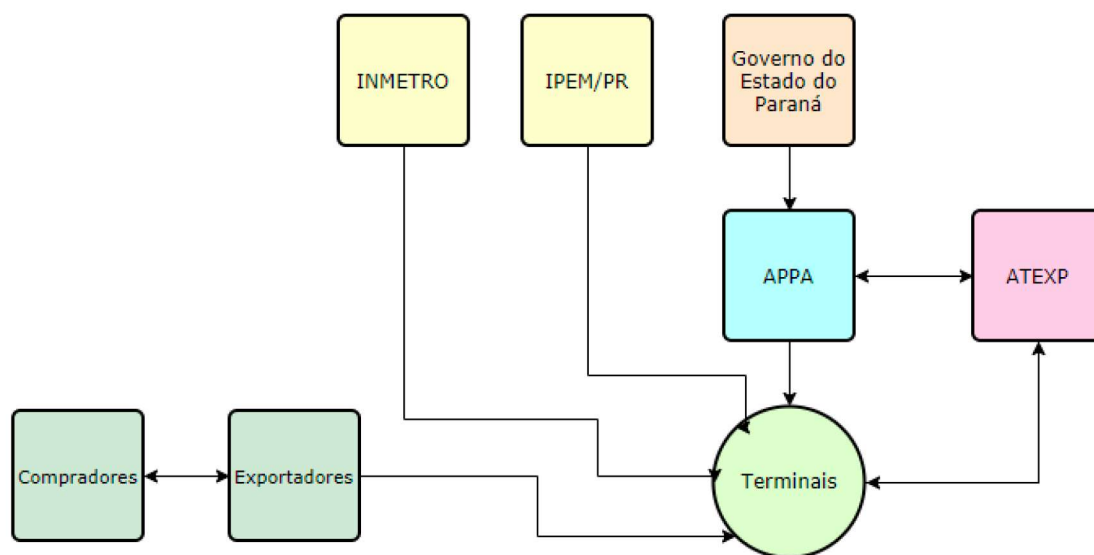 INMETRO
IPEM/PR
Governo do
Estado do
Paraná
APPA
ATEXP
Compradores
Exportadores
Terminais